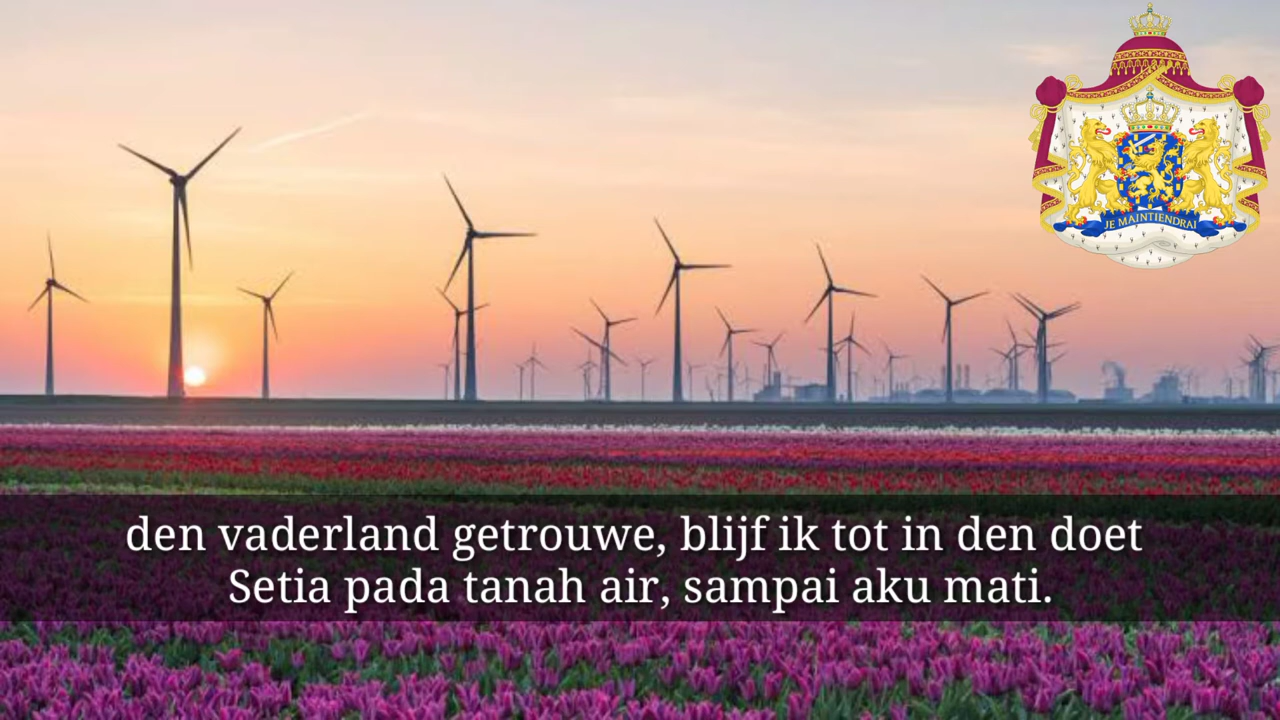 JE MAINTIENDRAI
den vaderland getrouwe, blijf ik tot in den doet
Setia pada tanah air, sampai aku mati.